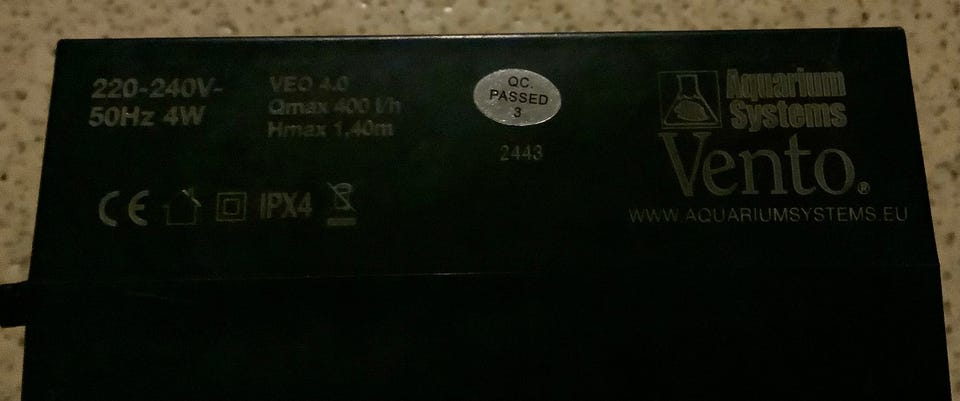 220-240V-
50Hz 4W
VEO 4.0
Qmax 400 l/h
Hmax 1,40m
QC.
PASSED
3
2443
Aquarium
Systems
Vento®
WWW.AQUARIUMSYSTEMS.EU
CE IPX4